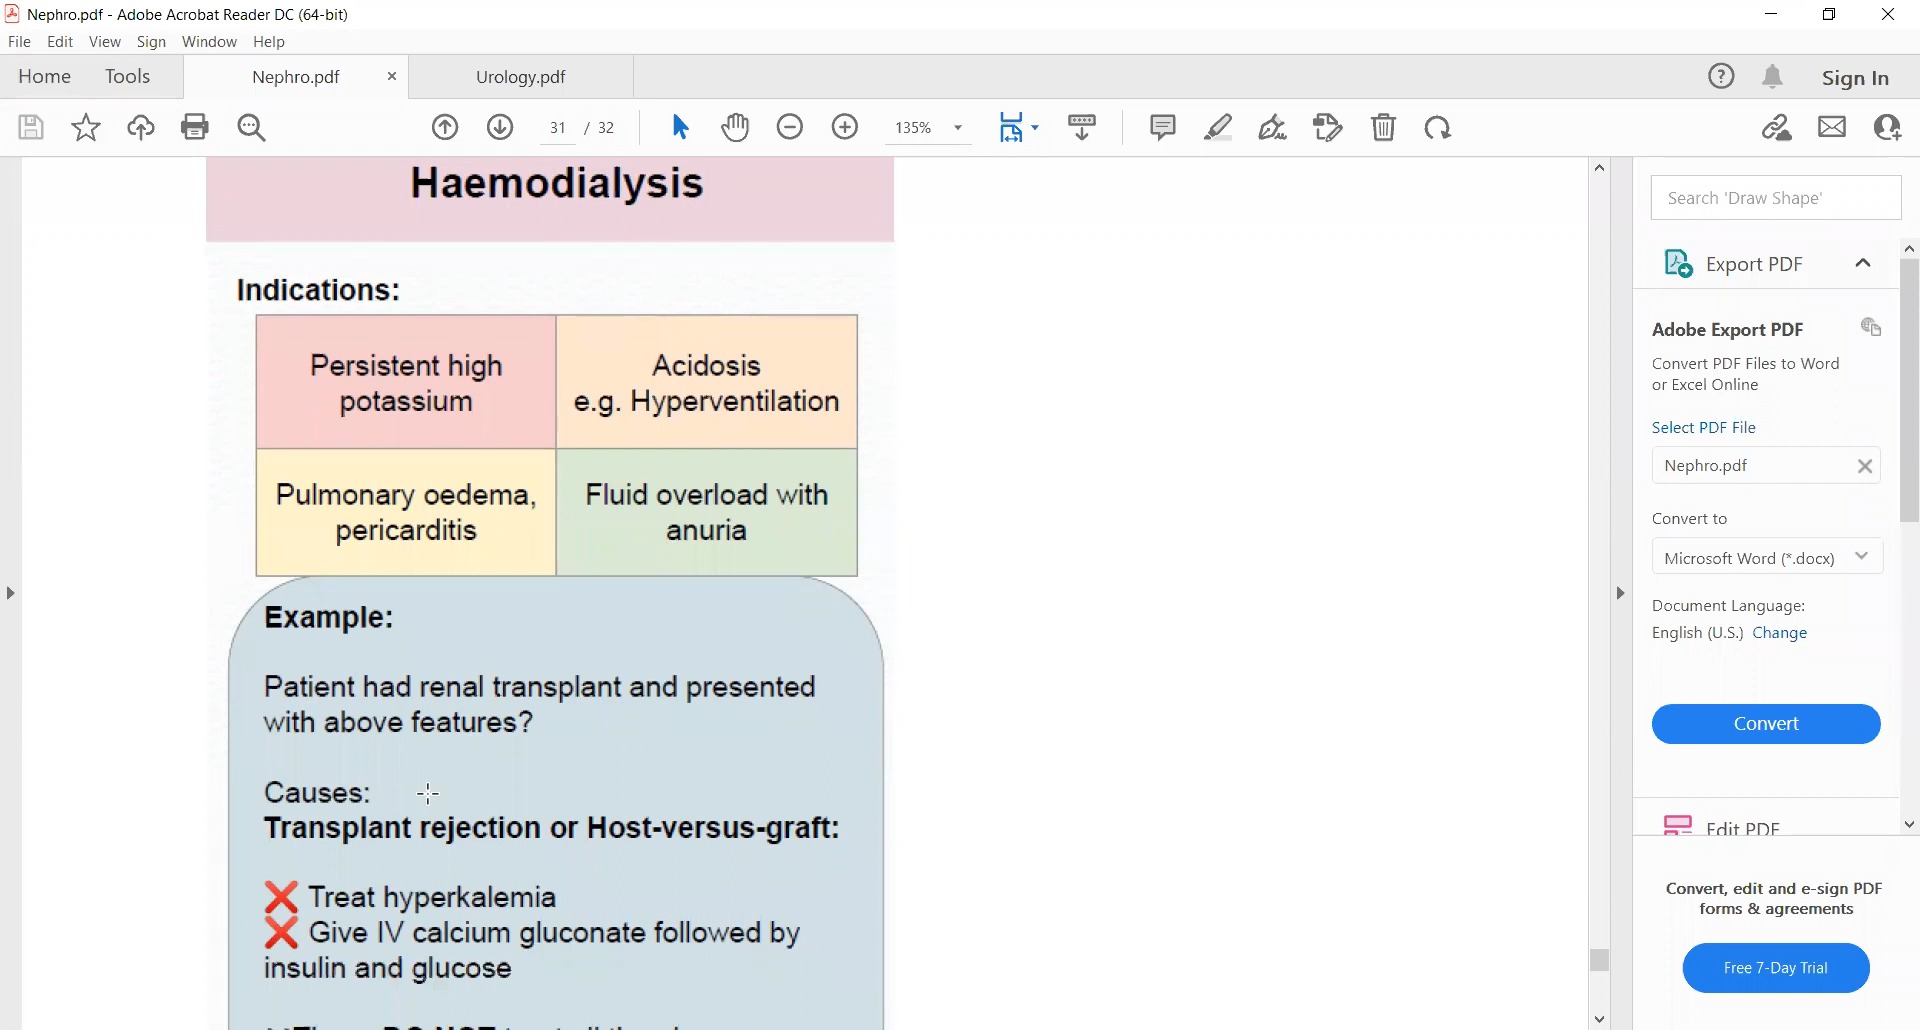 Nephro.pdf - Adobe Acrobat Reader DC (64-bit)
File Edit View Sign Window Help
Home Tools Nephro.pdf × Urology.pdf Sign In
31 / 32 135%
Haemodialysis
Indications:
Persistent high
potassium
Acidosis
e.g. Hyperventilation
Pulmonary oedema,
pericarditis
Fluid overload with
anuria
Example:
Patient had renal transplant and presented
with above features?
Causes:
Transplant rejection or Host-versus-graft:
❌ Treat hyperkalemia
❌ Give IV calcium gluconate followed by
insulin and glucose
DO NOT
Search 'Draw Shape'
Export PDF
Adobe Export PDF
Convert PDF Files to Word
or Excel Online
Select PDF File
Nephro.pdf
Convert to
Microsoft Word (*.docx)
Document Language:
English (U.S.) Change
Convert
Edit PDF
Convert, edit and e-sign PDF
forms & agreements
Free 7-Day Trial